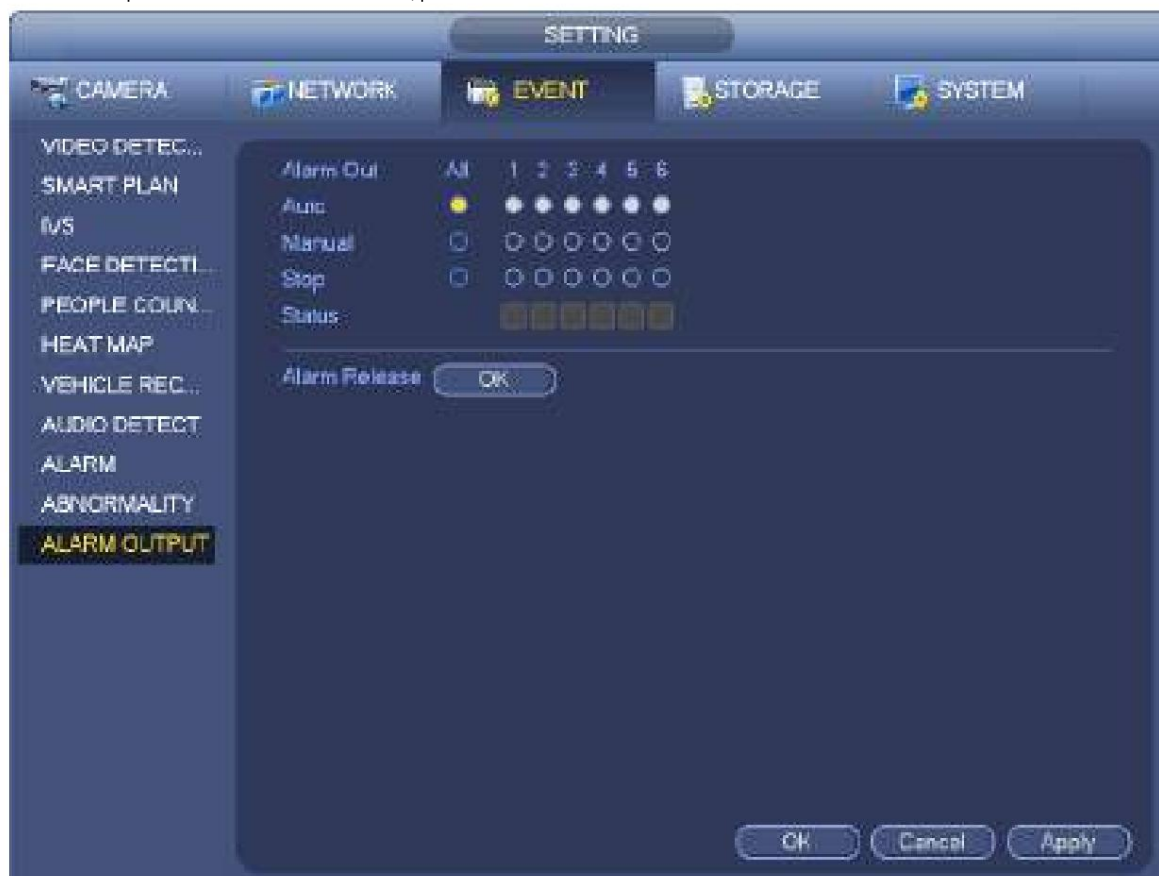 SETTING
CAMERA NETWORK EVENT STORAGE SYSTEM
VIDEO DETEC...
SMART PLAN
IVS
FACE DETECTI...
PEOPLE COUN...
HEAT MAP
VEHICLE REC...
AUDIO DETECT
ALARM
ABNORMALITY
ALARM OUTPUT
Alarm Out All 1 2 3 4 5 6
Auto
Manual
Stop
Status
Alarm Release OK
OK Cancel Apply